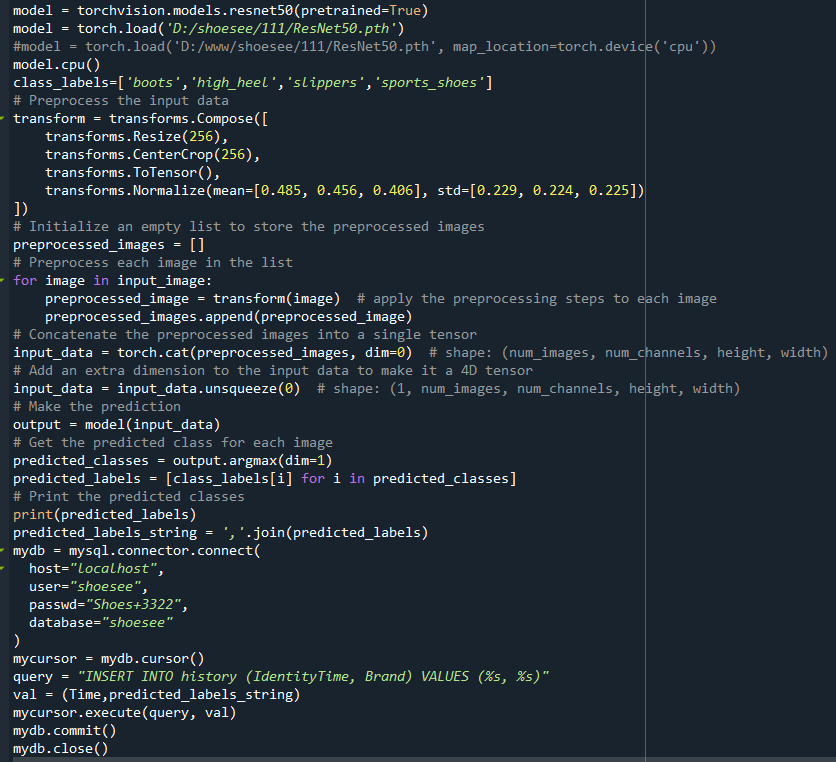 model = torchvision.models.resnet50(pretrained=True)
model = torch.load('D:/shoesee/111/ResNet50.pth')
#model = torch.load('D:/www/shoesee/111/ResNet50.pth', map_location=torch.device('cpu'))
model.cpu()
class_labels=['boots','high_heel','slippers','sports_shoes']
# Preprocess the input data
transform = transforms.Compose([
    transforms.Resize(256),
    transforms.CenterCrop(256),
    transforms.ToTensor(),
    transforms.Normalize(mean=[0.485, 0.456, 0.406], std=[0.229, 0.224, 0.225])
])
# Initialize an empty list to store the preprocessed images
preprocessed_images = []
# Preprocess each image in the list
for image in input_image:
    preprocessed_image = transform(image)  # apply the preprocessing steps to each image
    preprocessed_images.append(preprocessed_image)
# Concatenate the preprocessed images into a single tensor
input_data = torch.cat(preprocessed_images, dim=0)  # shape: (num_images, num_channels, height, width)
# Add an extra dimension to the input data to make it a 4D tensor
input_data = input_data.unsqueeze(0)  # shape: (1, num_images, num_channels, height, width)
# Make the prediction
output = model(input_data)
# Get the predicted class for each image
predicted_classes = output.argmax(dim=1)
predicted_labels = [class_labels[i] for i in predicted_classes]
# Print the predicted classes
print(predicted_labels)
predicted_labels_string = ','.join(predicted_labels)
mydb = mysql.connector.connect(
  host="localhost",
  user="shoesee",
  passwd="Shoes+3322",
  database="shoesee"
)
mycursor = mydb.cursor()
query = "INSERT INTO history (IdentityTime, Brand) VALUES (%s, %s)"
val = (Time,predicted_labels_string)
mycursor.execute(query, val)
mydb.commit()
mydb.close()